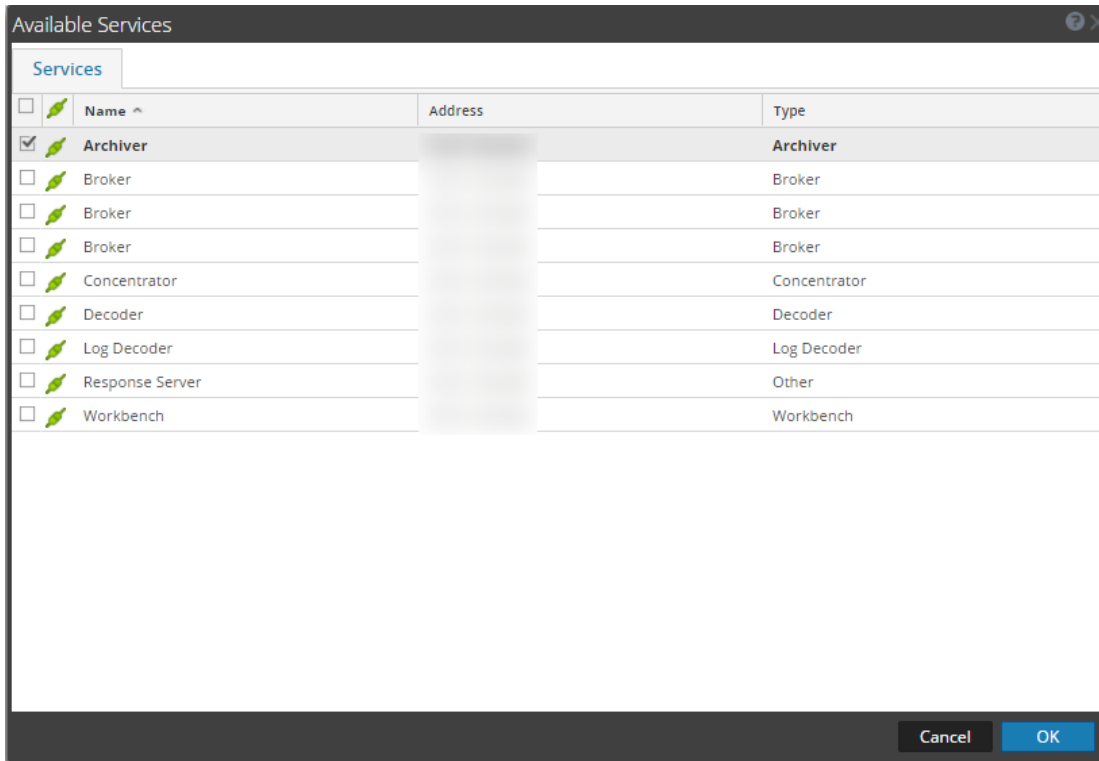 Available Services
Services
Name Address Type
Archiver Archiver
Broker Broker
Broker Broker
Broker Broker
Concentrator Concentrator
Decoder Decoder
Log Decoder Log Decoder
Response Server Other
Workbench Workbench
Cancel OK